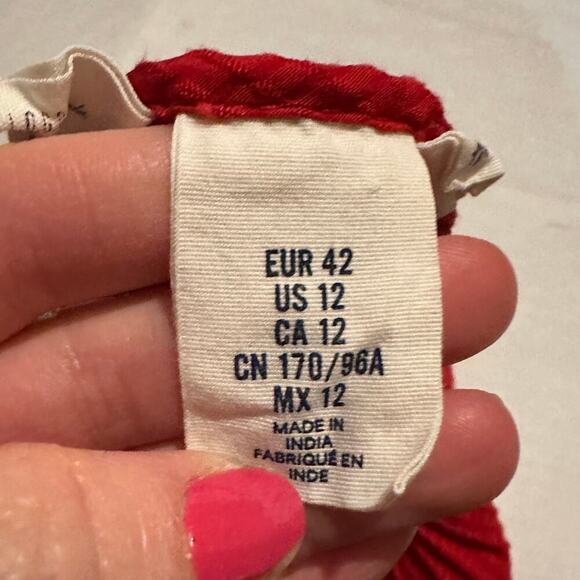 EUR 42
US 12
CA 12
CN 170/96A
MX 12
MADE IN
INDIA
FABRIQUÉ EN
INDE